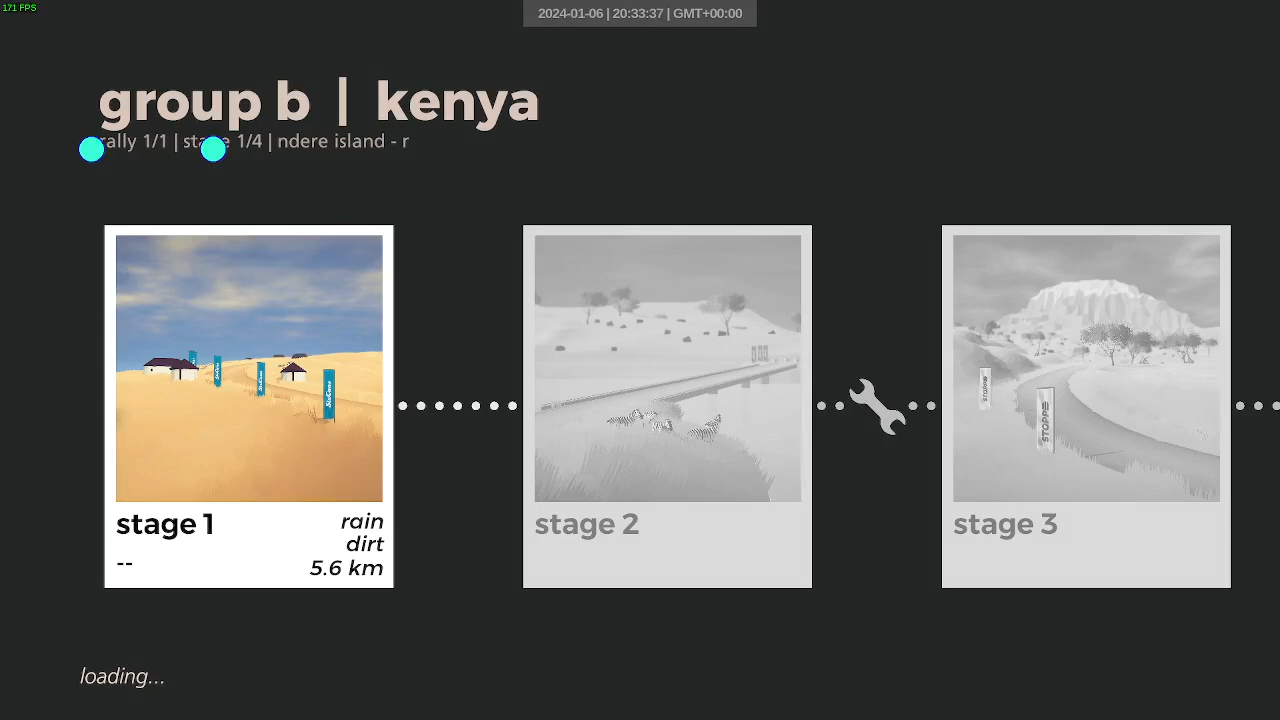 171 FPS
2024-01-06 | 20:33:37 | GMT+00:00
group b | kenya
rally 1/1 | stage 1/4 | ndere island - r
stage 1
--
rain
dirt
5.6 km
stage 2
STOPPE
stage 3
loading...